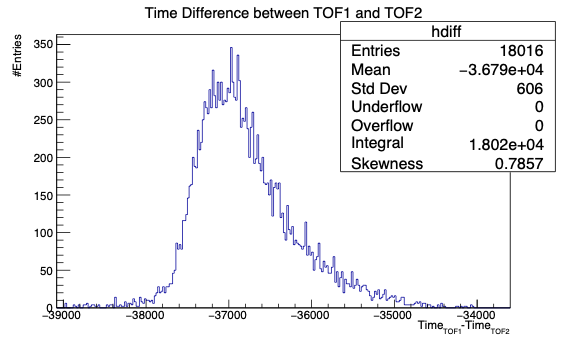 Time Difference between TOF1 and TOF2
hdiff
Entries 18016
Mean −3.679e+04
Std Dev 606
Underflow 0
Overflow 0
Integral 1.802e+04
Skewness 0.7857
#Entries
350
300
250
200
150
100
50
0
−39000 −38000 −37000 −36000 −35000 −34000
Time_TOF1-Time_TOF2